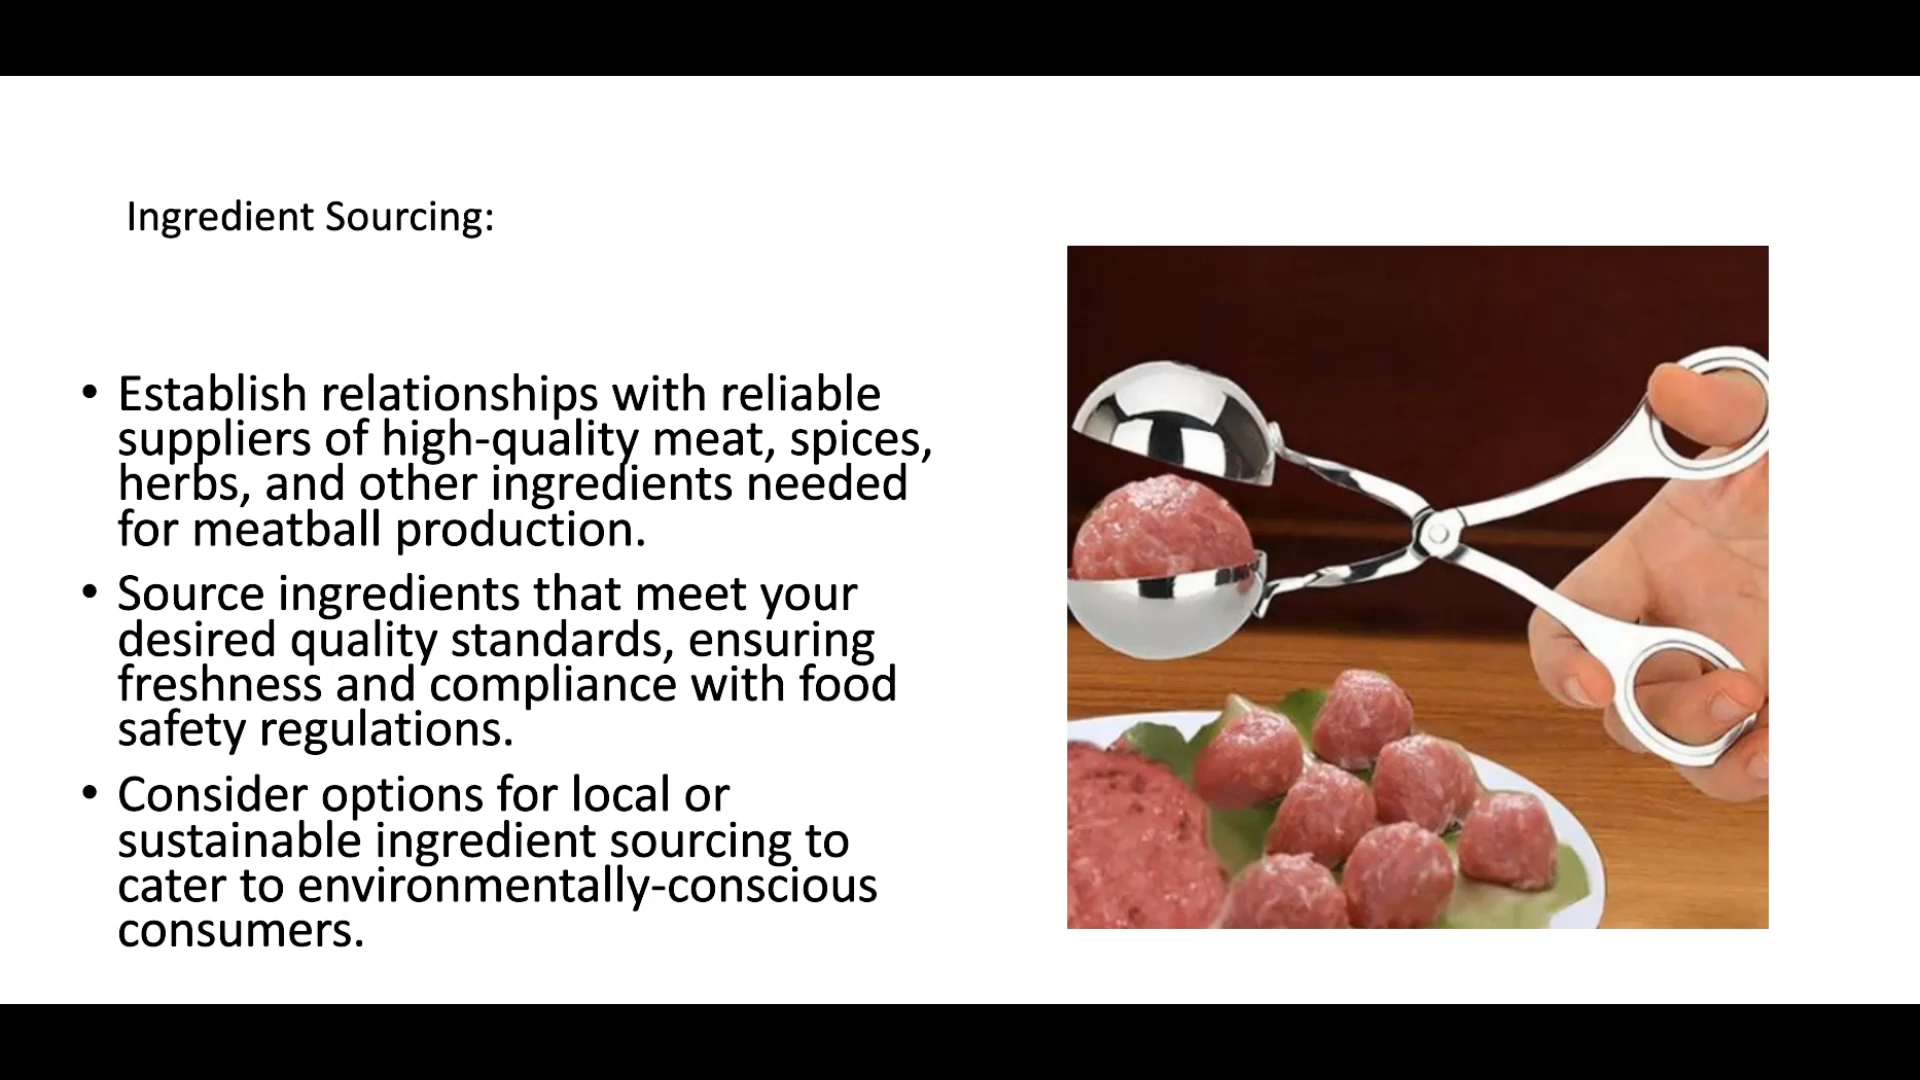 Ingredient Sourcing:
• Establish relationships with reliable
suppliers of high-quality meat, spices,
herbs, and other ingredients needed
for meatball production.
• Source ingredients that meet your
desired quality standards, ensuring
freshness and compliance with food
safety regulations.
• Consider options for local or
sustainable ingredient sourcing to
cater to environmentally-conscious
consumers.